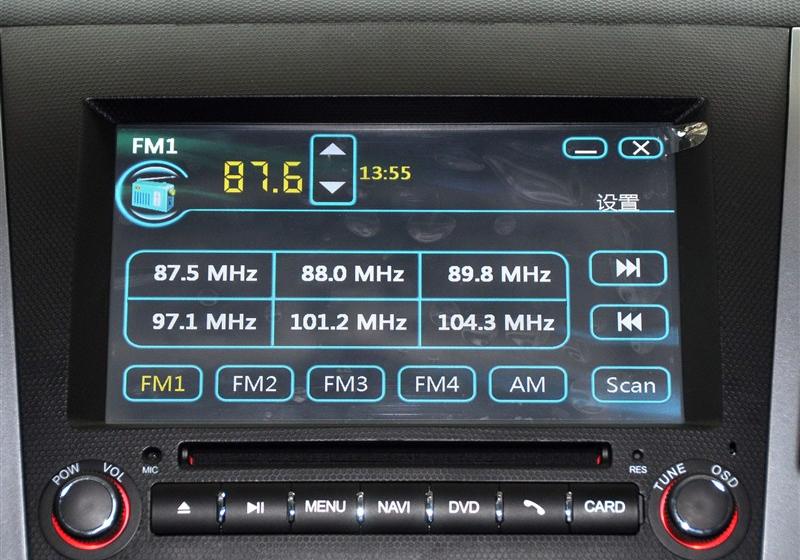 FM1
87.6
13:55
设置
87.5 MHz 88.0 MHz 89.8 MHz
97.1 MHz 101.2 MHz 104.3 MHz
FM1 FM2 FM3 FM4 AM Scan
POW VOL MIC RES TUNE OSD
MENU NAVI DVD CARD